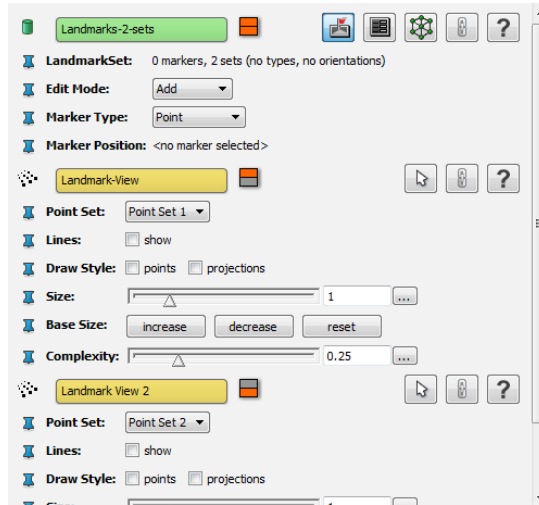 Landmarks-2-sets ?
LandmarkSet: 0 markers, 2 sets (no types, no orientations)
Edit Mode: Add
Marker Type: Point
Marker Position: <no marker selected>
Landmark-View ?
Point Set: Point Set 1
Lines: show
Draw Style: points projections
Size: 1 ...
Base Size: increase decrease reset
Complexity: 0.25 ...
Landmark View 2 ?
Point Set: Point Set 2
Lines: show
Draw Style: points projections